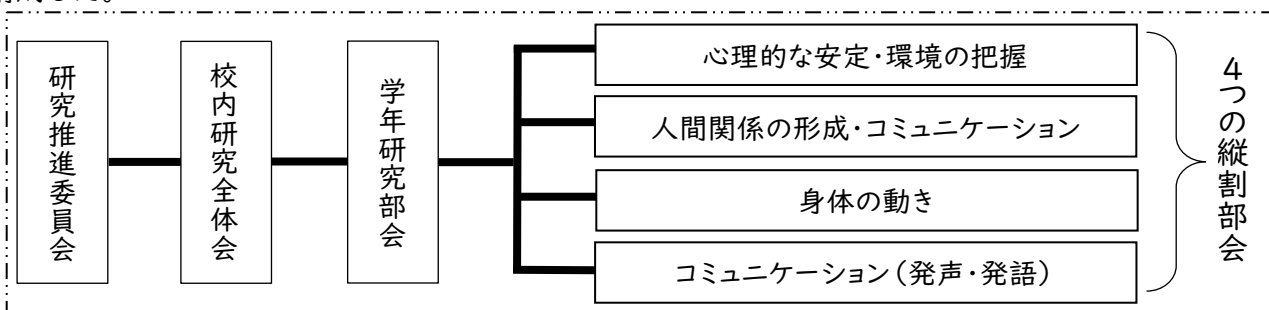 研究推進委員会
校内研究全体会
学年研究部会
心理的な安定・環境の把握
人間関係の形成・コミュニケーション
身体の動き
コミュニケーション（発声・発語）
４つの縦割部会